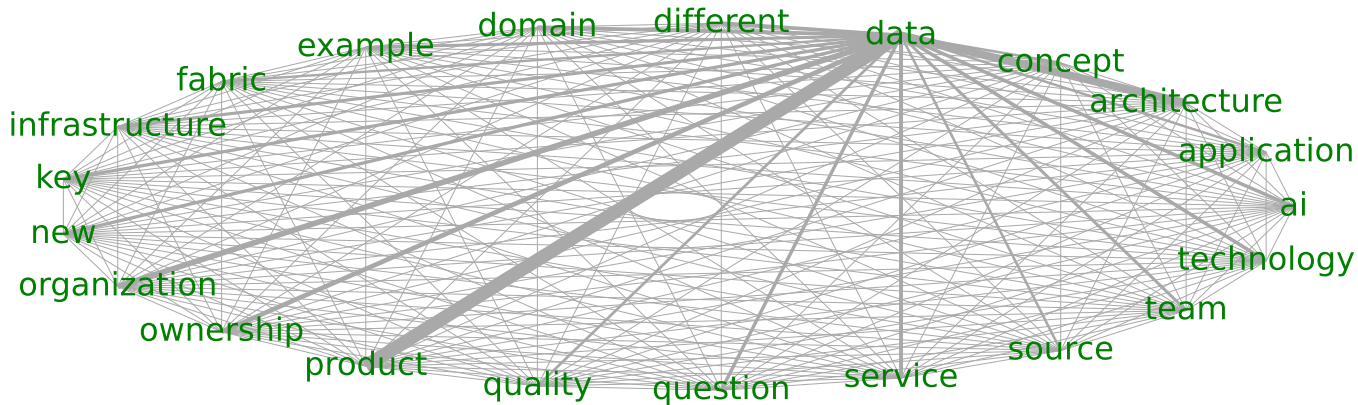 different
domain
data
example
concept
fabric
architecture
infrastructure
application
key
ai
new
technology
organization
team
ownership
source
product
service
quality
question